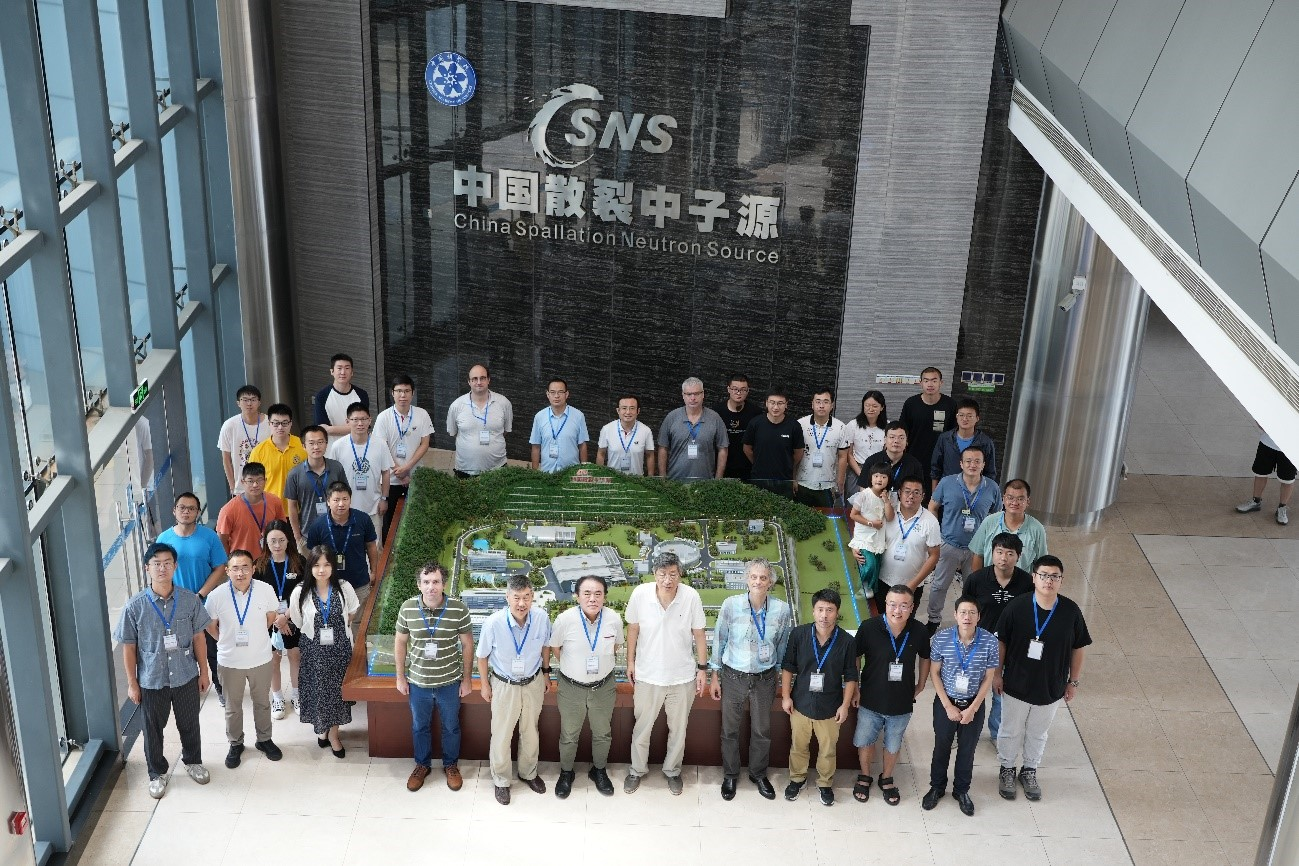 CSNS
中国散裂中子源
China Spallation Neutron Source